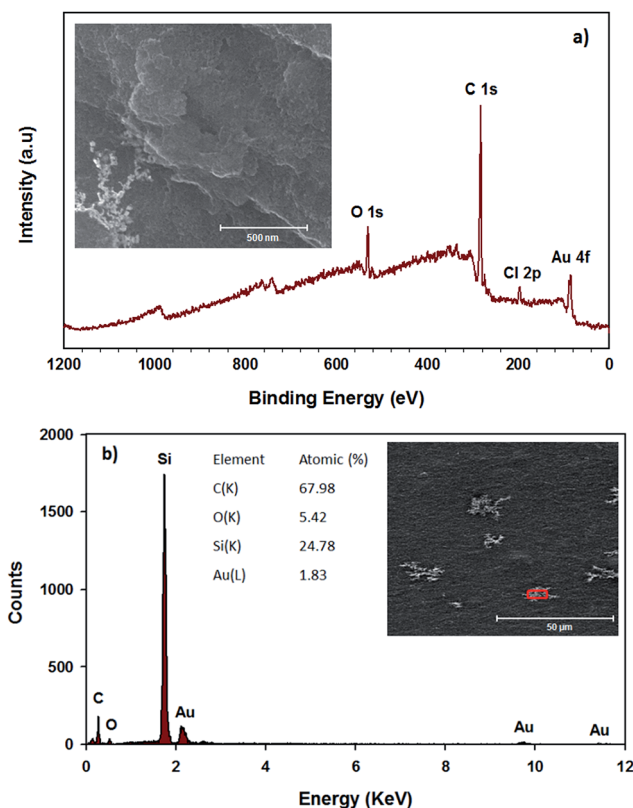 a)
C 1s
O 1s
Cl 2p
Au 4f
500 nm
Intensity (a.u)
1200 1000 800 600 400 200 0
Binding Energy (eV)
b)
2000
1500
1000
500
0
Counts
Si
Element Atomic (%)
C(K) 67.98
O(K) 5.42
Si(K) 24.78
Au(L) 1.83
50 µm
C
O
Au
Au
Au
0 2 4 6 8 10 12
Energy (KeV)